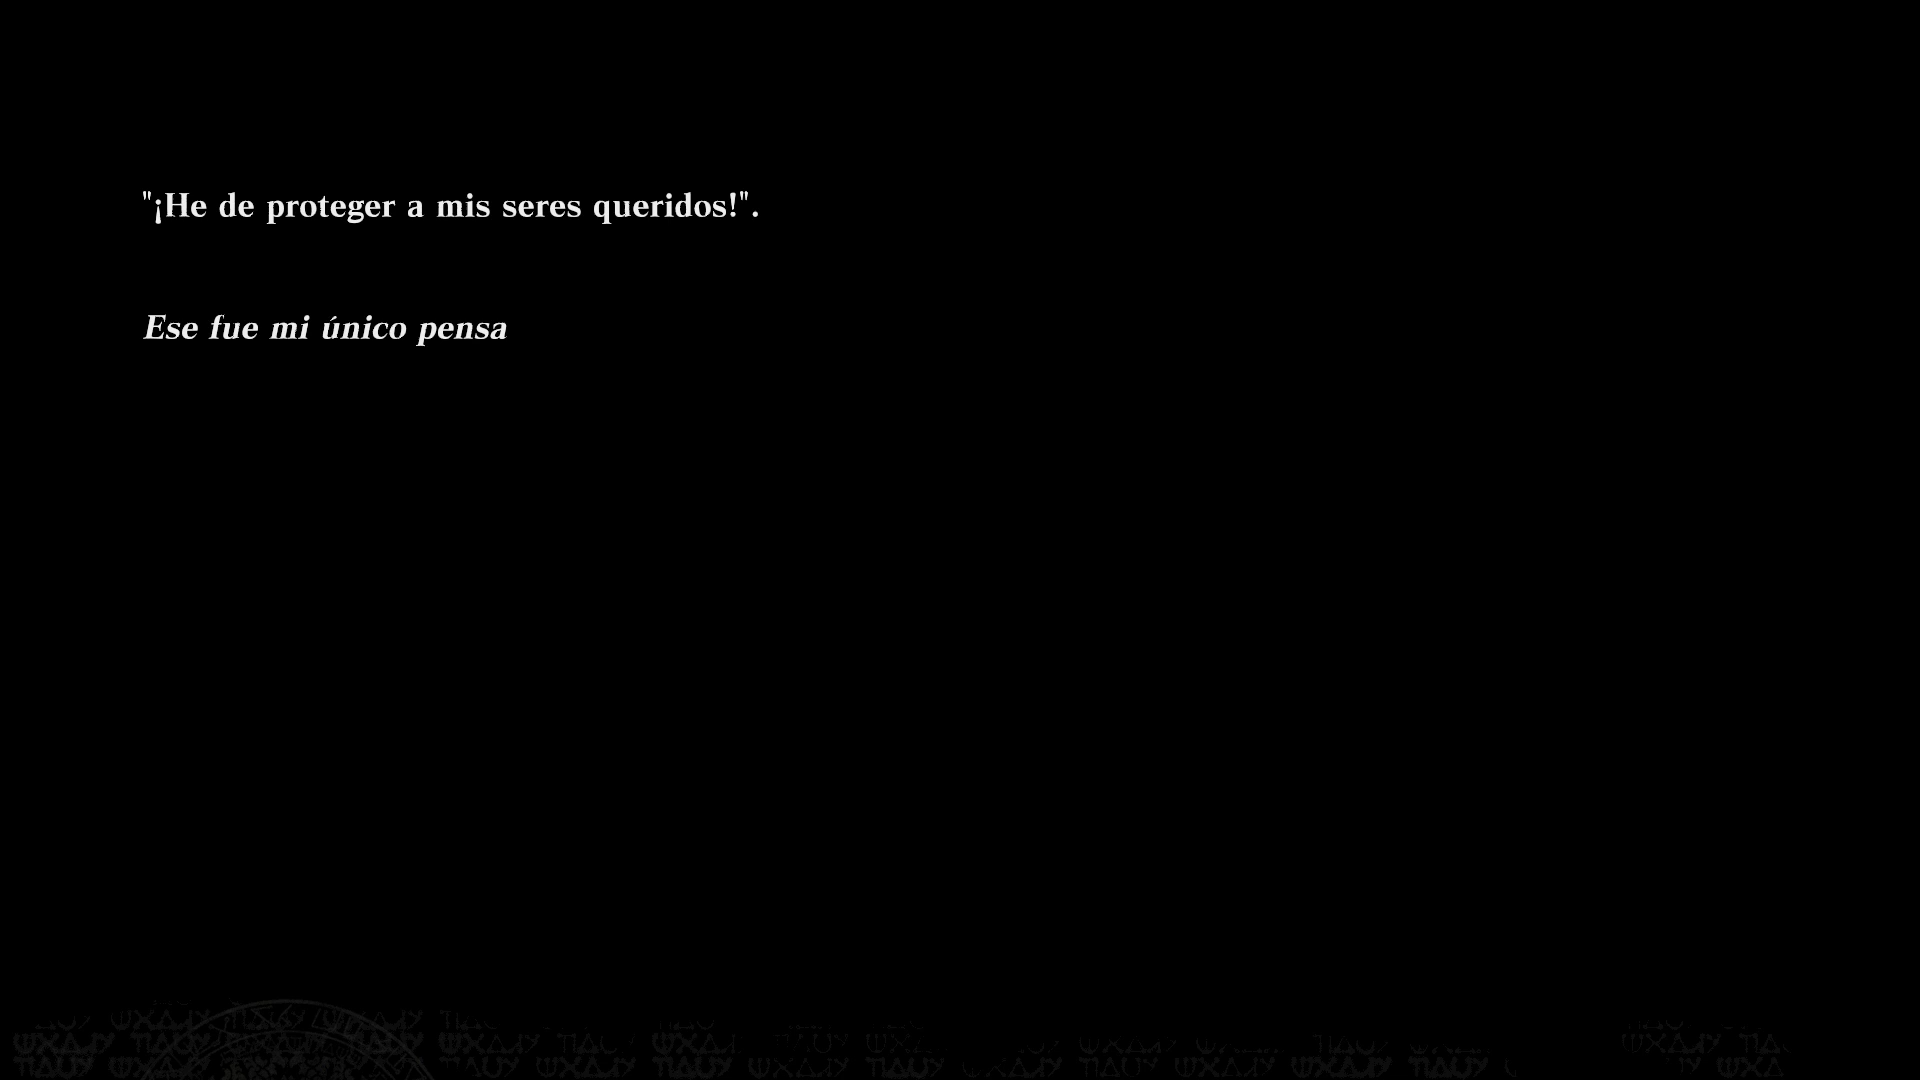 "¡He de proteger a mis seres queridos!".
Ese fue mi único pensa